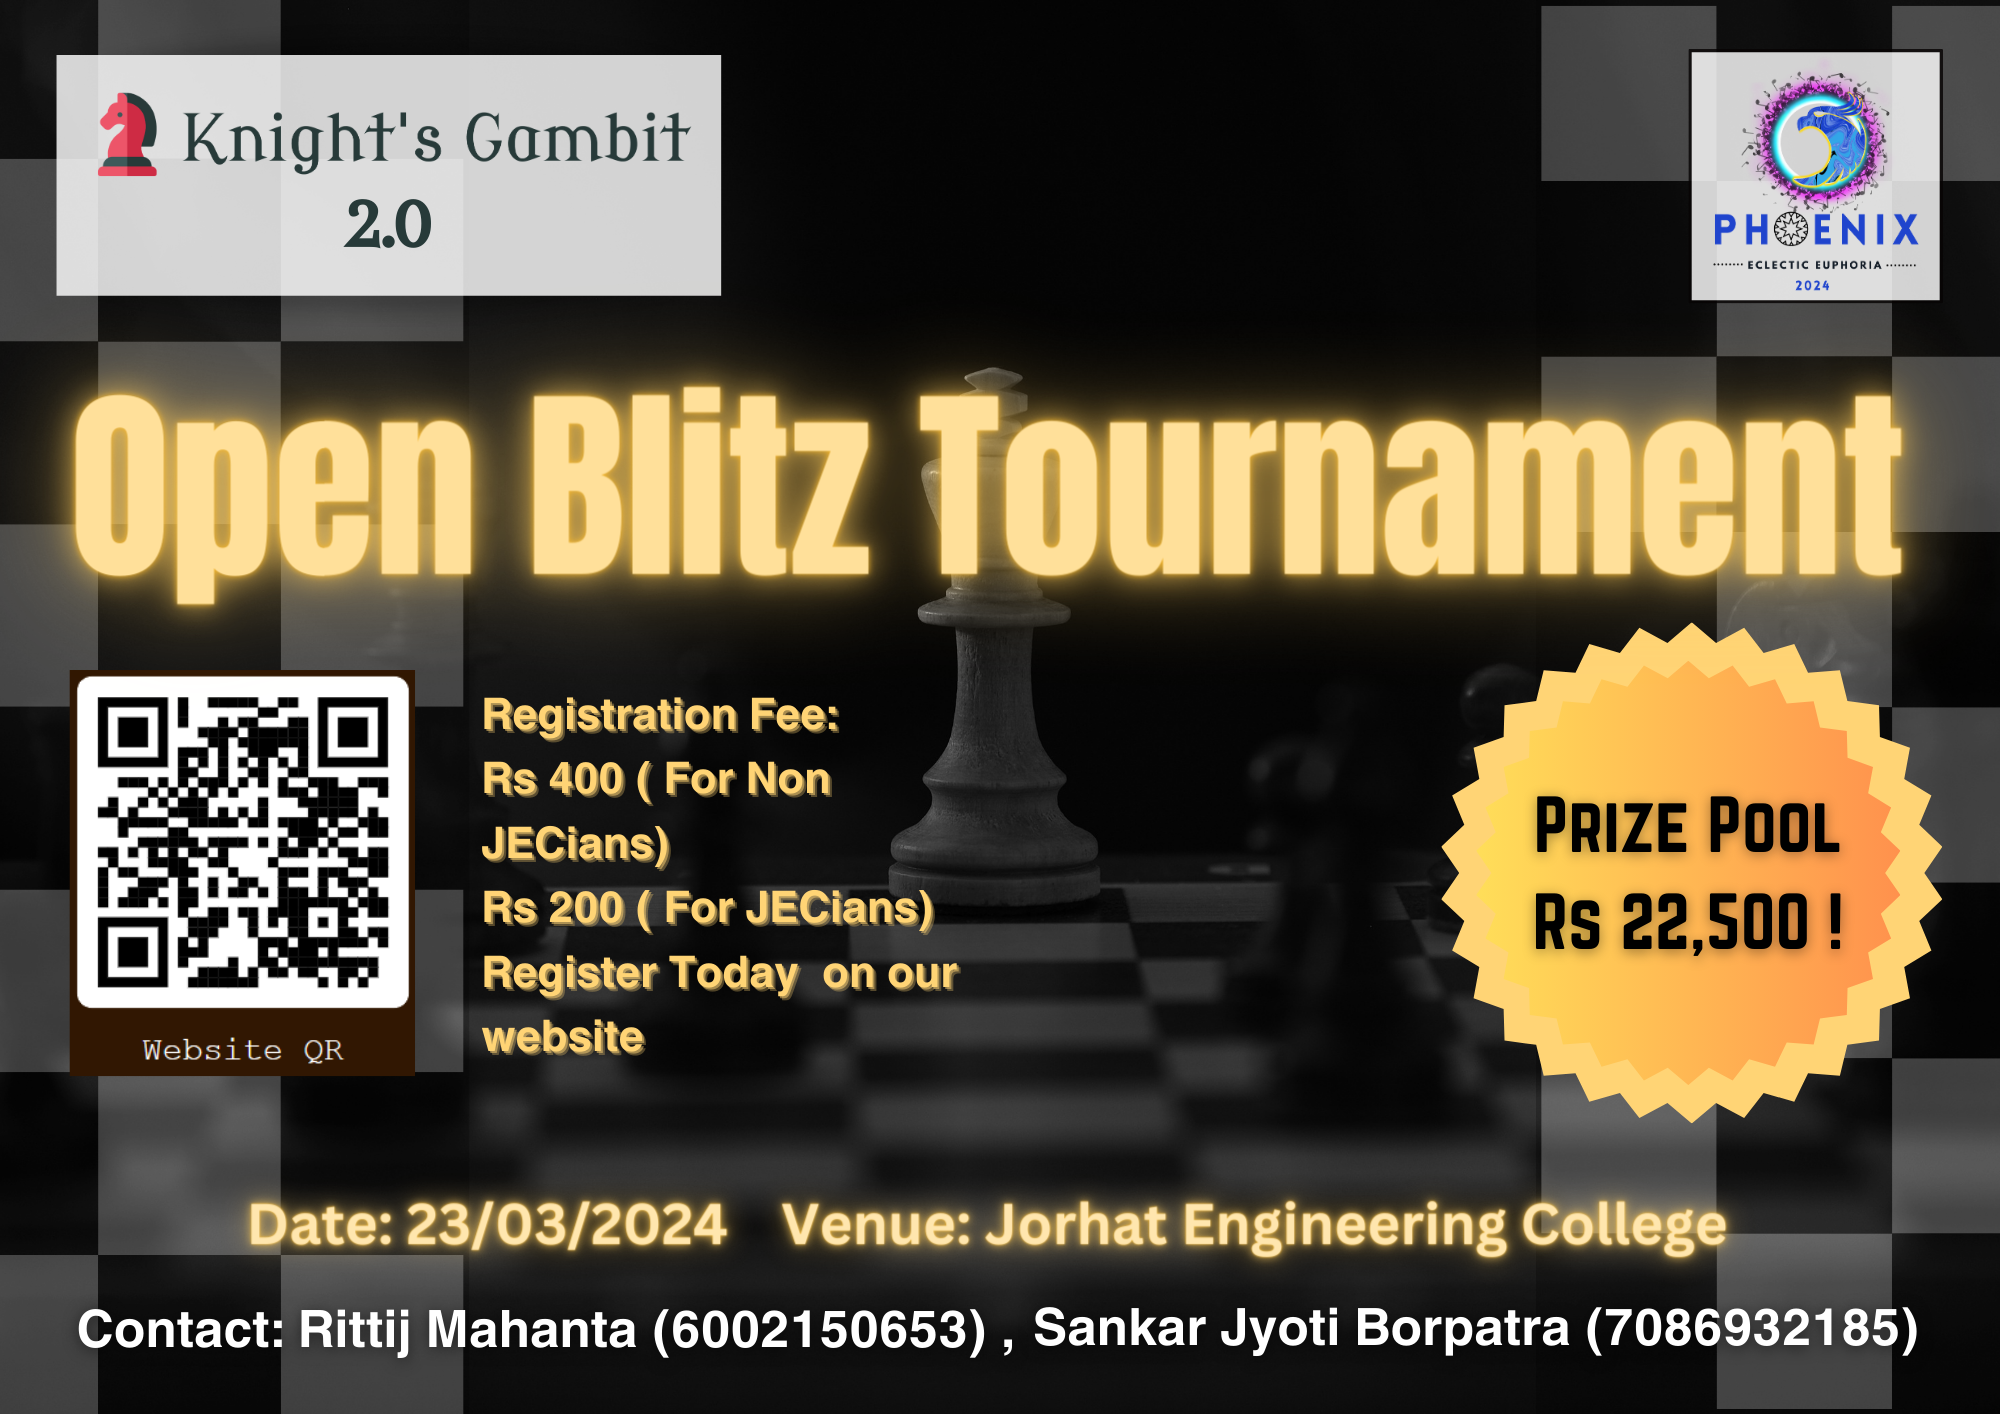 Knight's Gambit
2.0
PHOENIX
ECLECTIC EUPHORIA
2024
Open Blitz Tournament
Registration Fee:
Rs 400 ( For Non
JECians)
Rs 200 ( For JECians)
Register Today  on our
website
Website QR
Prize Pool
Rs 22,500 !
Date: 23/03/2024 Venue: Jorhat Engineering College
Contact: Rittij Mahanta (6002150653) , Sankar Jyoti Borpatra (7086932185)